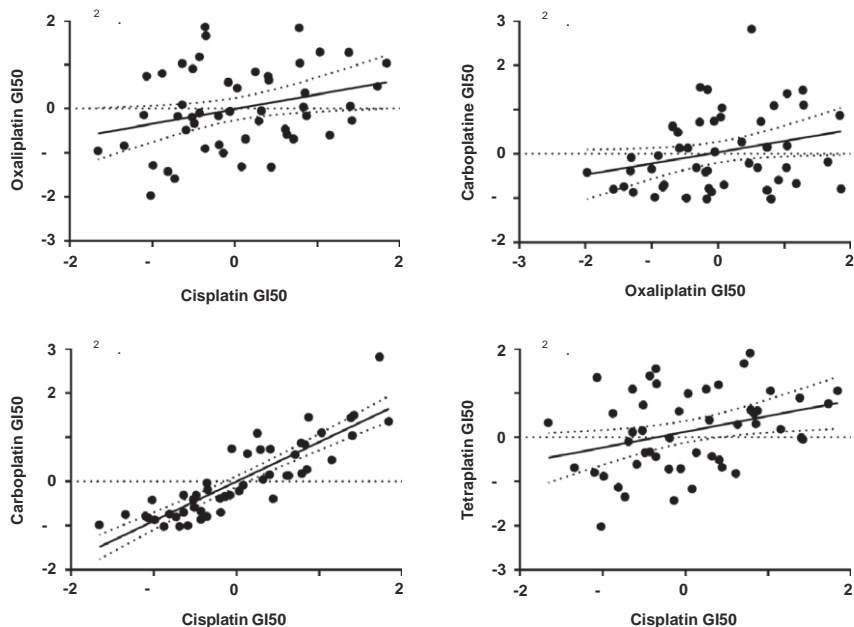 2 .
2
0
-
-2
-3
-2 - 0 2
Oxaliplatin GI50
Cisplatin GI50
2 .
3
2
0
-
-2
-3 -2 - 0 2
Carboplatine GI50
Oxaliplatin GI50
2 .
3
2
0
-
-2
-2 - 0 2
Carboplatin GI50
Cisplatin GI50
2 .
2
0
-
-2
-3
-2 - 0 2
Tetraplatin GI50
Cisplatin GI50